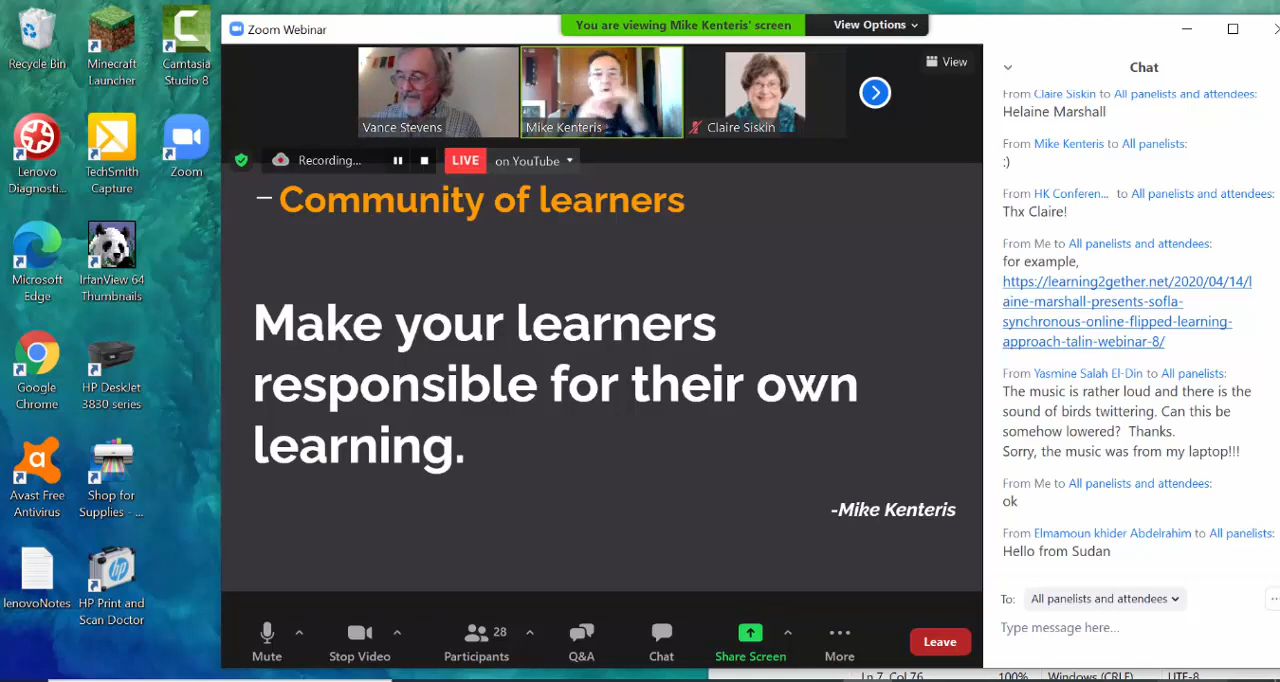 Recycle Bin
Minecraft
Launcher
Camtasia
Studio 8
Lenovo
Diagnosti...
TechSmith
Capture
Zoom
Microsoft
Edge
IrfanView 64
Thumbnails
Google
Chrome
HP DeskJet
3830 series
Avast Free
Antivirus
Shop for
Supplies - ...
lenovoNotes
HP Print and
Scan Doctor
Zoom Webinar
You are viewing Mike Kenteris' screen
View Options
Vance Stevens
Mike Kenteris
Claire Siskin
View
Recording...
LIVE
on YouTube
– Community of learners
Make your learners
responsible for their own
learning.
-Mike Kenteris
Mute
Stop Video
28
Participants
Q&A
Chat
Share Screen
More
Leave
Chat
From Claire Siskin to All panelists and attendees:
Helaine Marshall
From Mike Kenteris to All panelists:
:)
From HK Conferen... to All panelists and attendees:
Thx Claire!
From Me to All panelists and attendees:
for example,
https://learning2gether.net/2020/04/14/l
aine-marshall-presents-sofla-
synchronous-online-flipped-learning-
approach-talin-webinar-8/
From Yasmine Salah El-Din to All panelists:
The music is rather loud and there is the
sound of birds twittering. Can this be
somehow lowered? Thanks.
Sorry, the music was from my laptop!!!
From Me to All panelists and attendees:
ok
From Elmamoun khider Abdelrahim to All panelists:
Hello from Sudan
To: All panelists and attendees
Type message here...
Ln 7, Col 76
100%
Windows (CRLF)
UTF-8